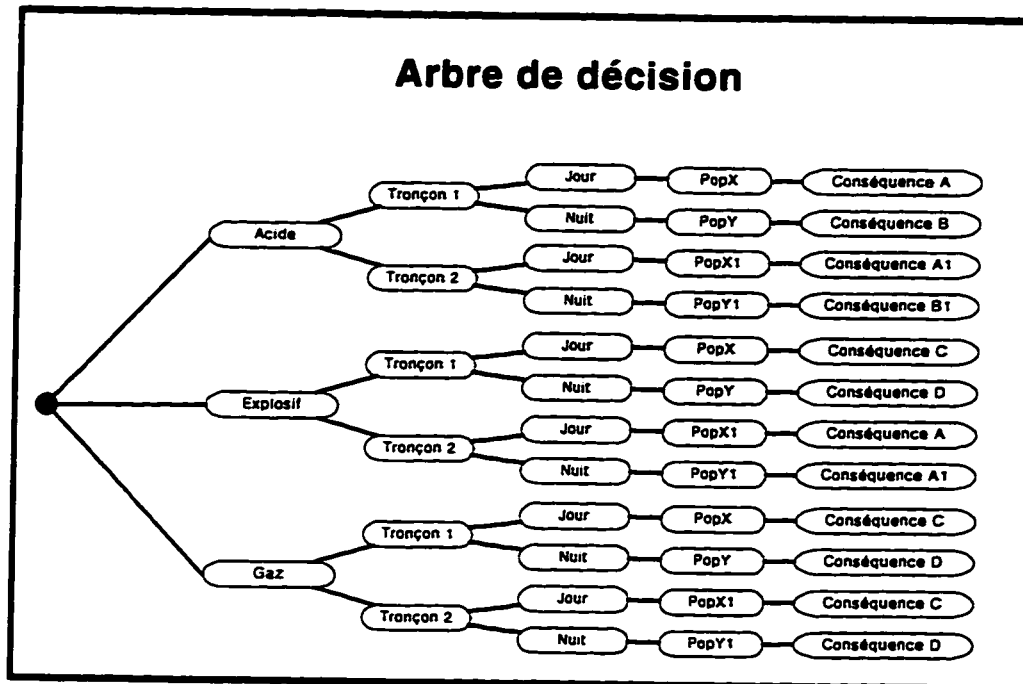 Arbre de décision
Jour PopX Conséquence A
Tronçon 1
Nuit PopY Conséquence B
Acide
Jour PopX1 Conséquence A1
Tronçon 2
Nuit PopY1 Conséquence B1
Jour PopX Conséquence C
Tronçon 1
Nuit PopY Conséquence D
Explosif
Jour PopX1 Conséquence A
Tronçon 2
Nuit PopY1 Conséquence A1
Jour PopX Conséquence C
Tronçon 1
Nuit PopY Conséquence D
Gaz
Jour PopX1 Conséquence C
Tronçon 2
Nuit PopY1 Conséquence D